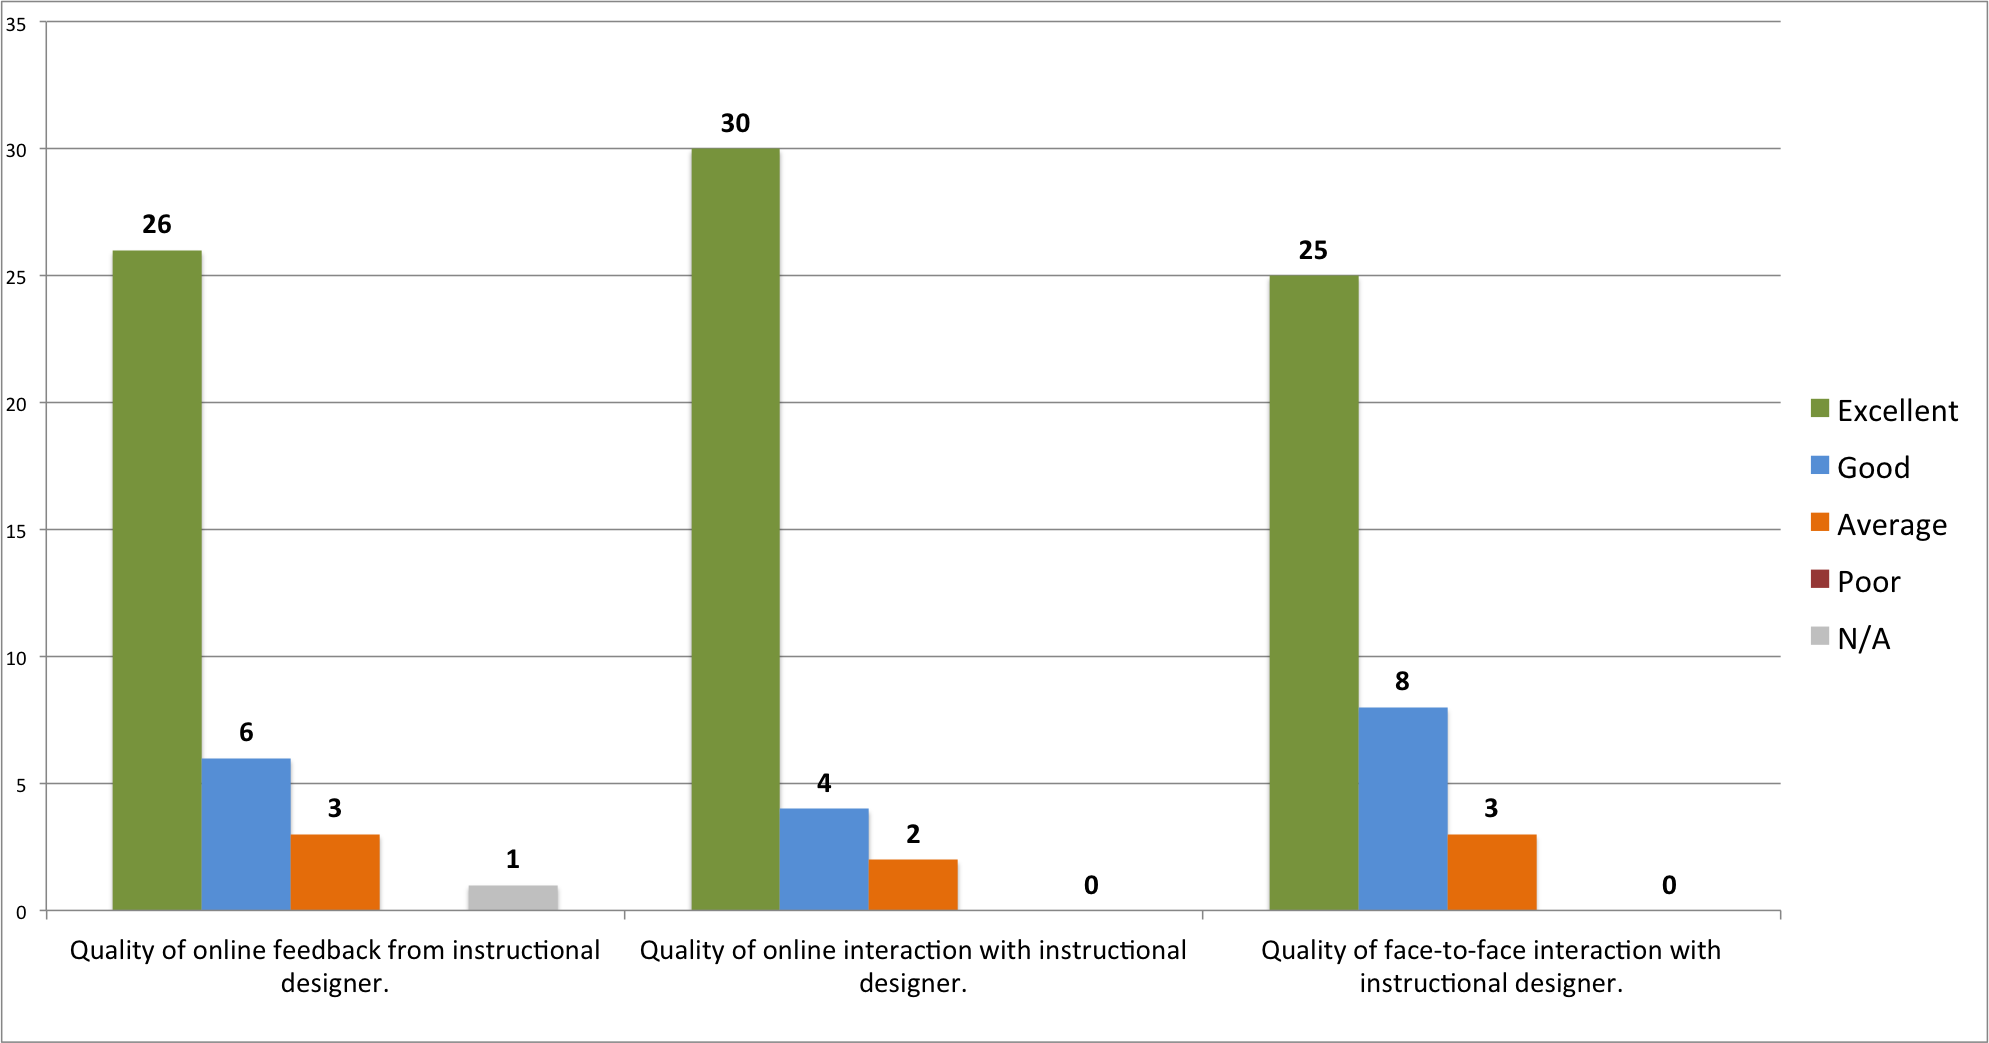 35
30
25
20
15
10
5
0
26
6
3
1
30
4
2
0
25
8
3
0
Quality of online feedback from instructional
designer.
Quality of online interaction with instructional
designer.
Quality of face-to-face interaction with
instructional designer.
Excellent
Good
Average
Poor
N/A